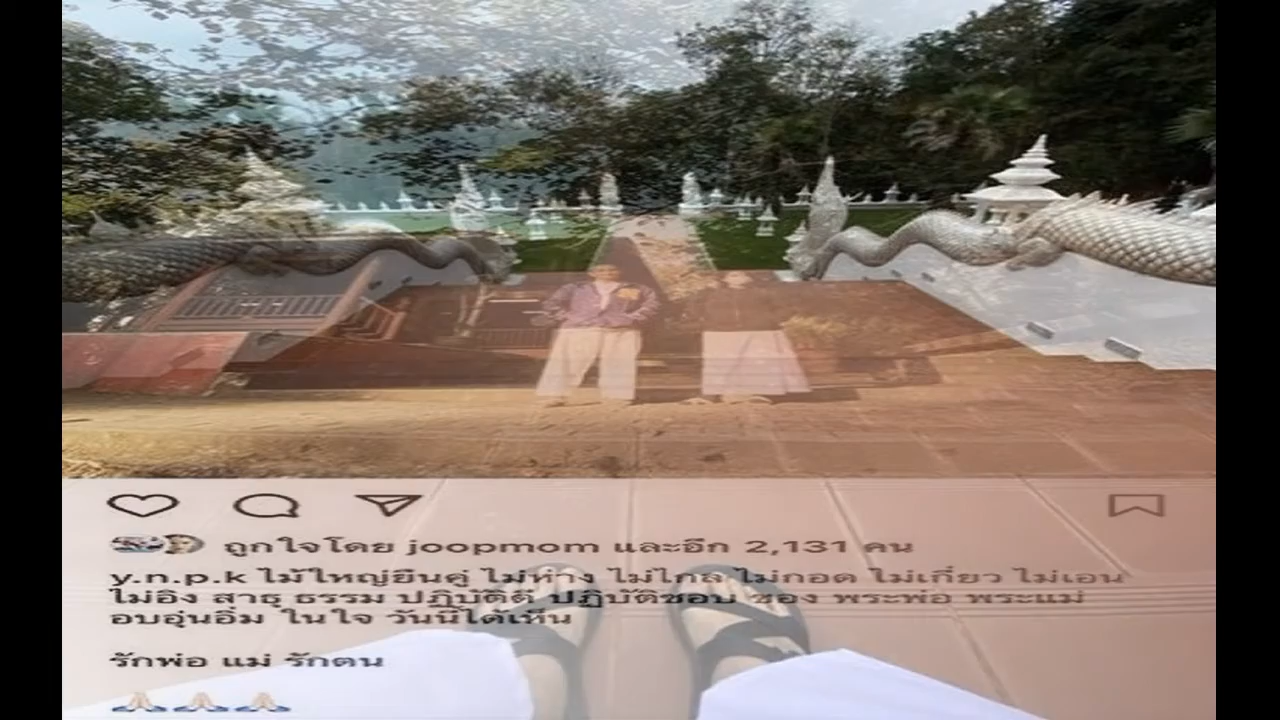 ถูกใจโดย joopmom และอีก 2,131 คน
y.n.p.k ไม้ใหญ่ยืนคู่ ไม่ห่าง ไม่ไกล ไม่กอด ไม่เกี่ยว ไม่เอน
ไม่อิง สาธุ ธรรม ปฏิบัติดี ปฏิบัติชอบ ของ พระพ่อ พระแม่
อบอุ่นอิ่ม ในใจ วันนี้ได้เห็น
รักพ่อ แม่ รักตน